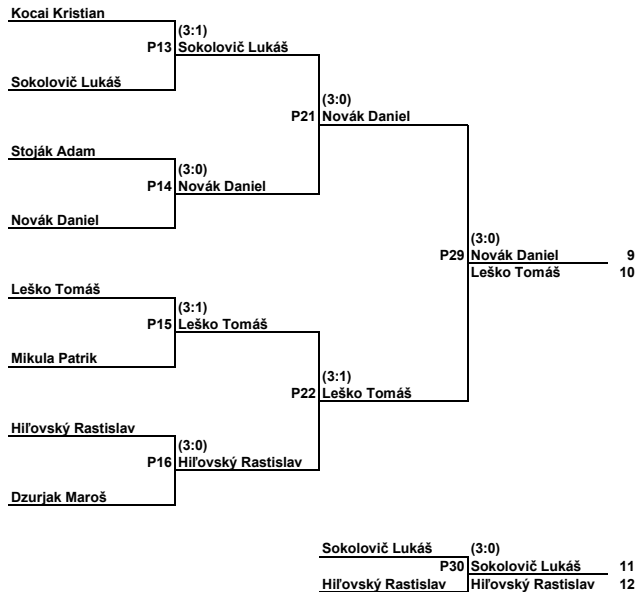 Kocai Kristian
(3:1)
P13 Sokolovič Lukáš
Sokolovič Lukáš
(3:0)
P21 Novák Daniel
Stoják Adam
(3:0)
P14 Novák Daniel
Novák Daniel
(3:0)
P29 Novák Daniel 9
Leško Tomáš 10
Leško Tomáš
(3:1)
P15 Leško Tomáš
Mikula Patrik
(3:1)
P22 Leško Tomáš
Hiľovský Rastislav
(3:0)
P16 Hiľovský Rastislav
Dzurjak Maroš
Sokolovič Lukáš (3:0)
P30 Sokolovič Lukáš 11
Hiľovský Rastislav Hiľovský Rastislav 12